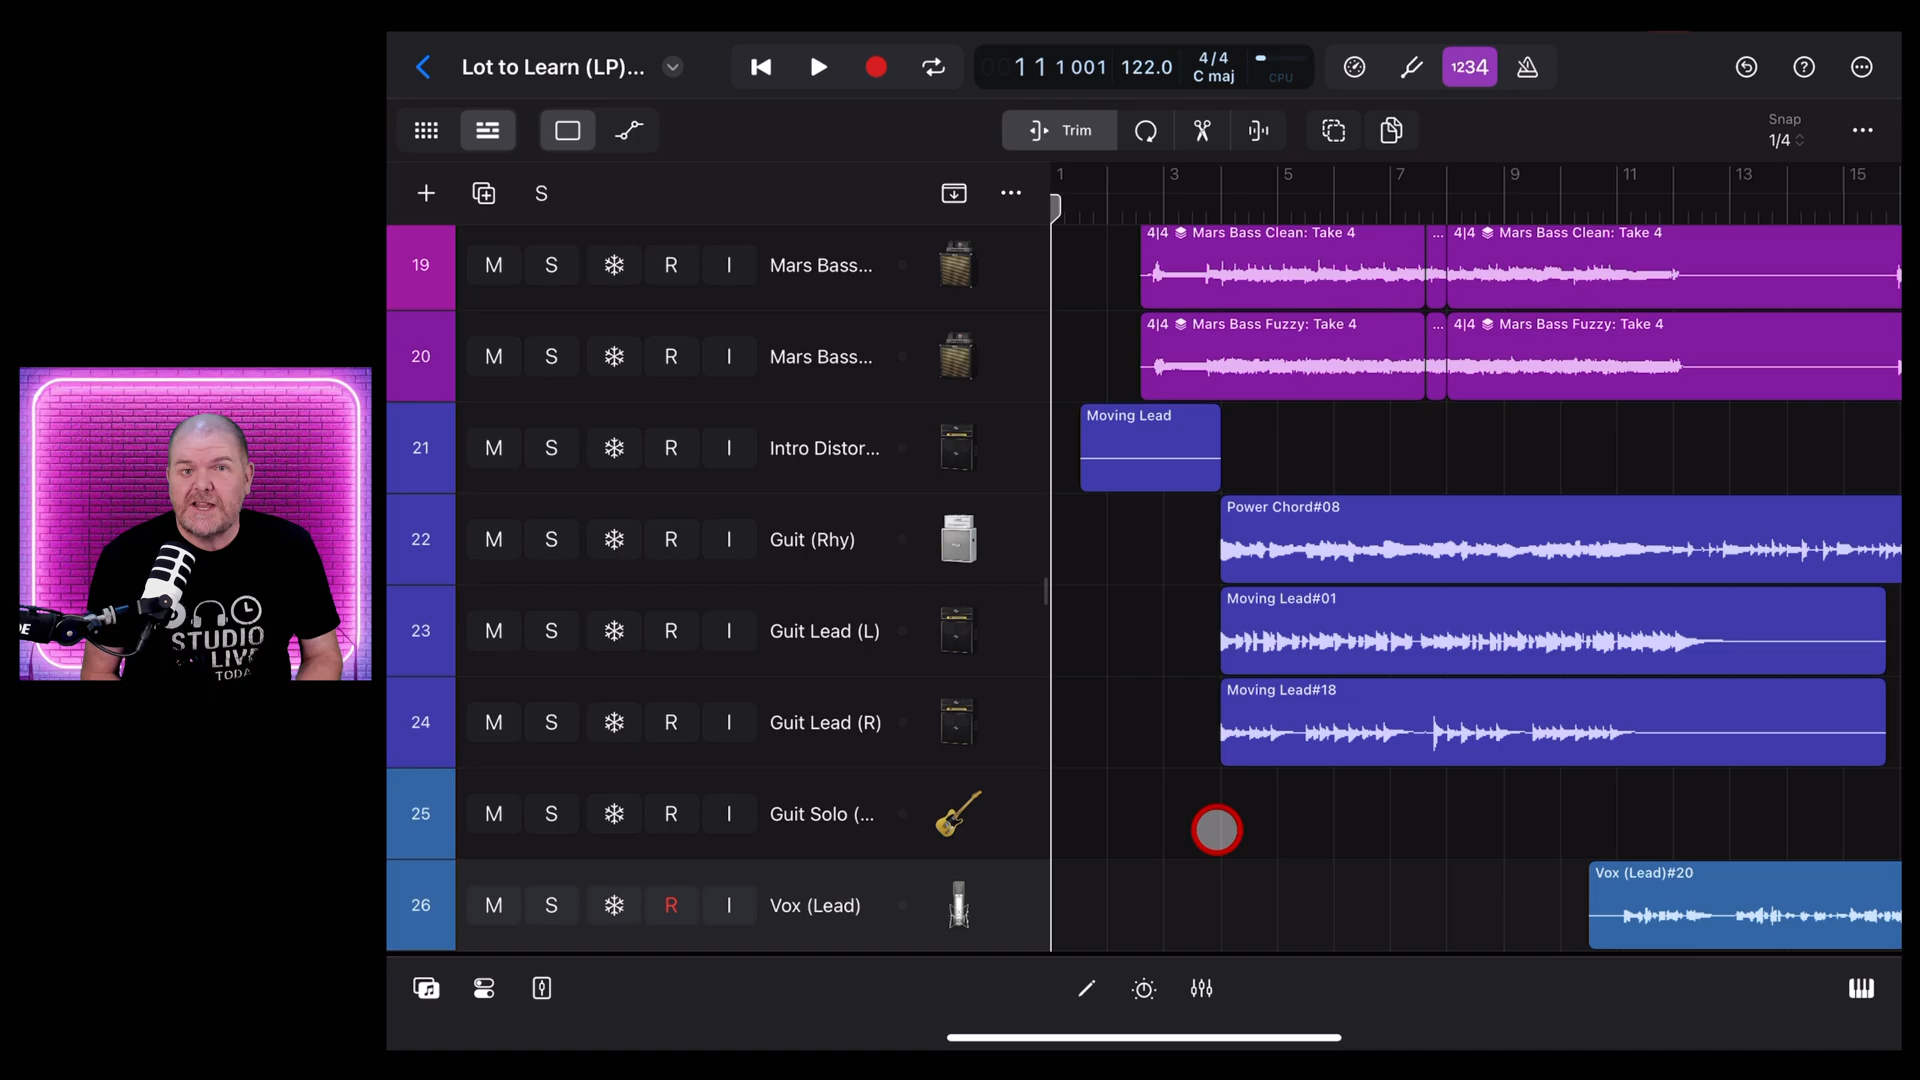 Lot to Learn (LP)...
11 1 001
122.0
4/4
C maj
CPU
1234
Trim
Snap
1/4
S
1
3
5
7
9
11
13
15
19
M S R I
Mars Bass...
4|4 Mars Bass Clean: Take 4
...
4|4 Mars Bass Clean: Take 4
20
M S R I
Mars Bass...
4|4 Mars Bass Fuzzy: Take 4
...
4|4 Mars Bass Fuzzy: Take 4
21
M S R I
Intro Distor...
Moving Lead
22
M S R I
Guit (Rhy)
Power Chord#08
23
M S R I
Guit Lead (L)
Moving Lead#01
24
M S R I
Guit Lead (R)
Moving Lead#18
25
M S R I
Guit Solo (...
26
M S R I
Vox (Lead)
Vox (Lead)#20
STUDIO
LIVE
TODA
DE